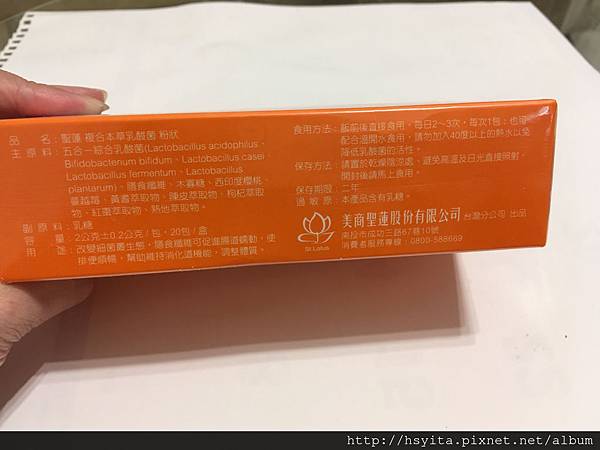 品　　名：聖蓮 複合本草乳酸菌 粉狀
主 原 料：五合一綜合乳酸菌(Lactobacillus acidophilus、
Bifidobacterium bifidum、Lactobacillus casei
Lactobacillus fermentum、Lactobacillus
plantarum)、膳食纖維、木寡糖、西印度櫻桃、
蔓越莓、黃耆萃取物、陳皮萃取物、枸杞萃取
物、紅棗萃取物、熟地萃取物。
副 原 料：乳糖
容　　量：2公克±0.2公克/包，20包/盒
用　　途：改變細菌叢生態，膳食纖維可促進腸道蠕動，使
排便順暢，幫助維持消化道機能，調整體質。
食用方法：飯前後直接食用，每日2～3次，每次1包；也可
配合溫開水食用，請勿加入40度以上的熱水以免
降低乳酸菌的活性。
保存方法：請置於乾燥陰涼處，避免高溫及日光直接照射，
開封後請馬上食用。
保存期限：二年
過 敏 原：本產品含有乳糖。
St.Lotus
美商聖蓮股份有限公司 台灣分公司 出品
南投市成功三路67巷10號
消費者服務專線：0800-588669
http://hsyita.pixnet.net/album